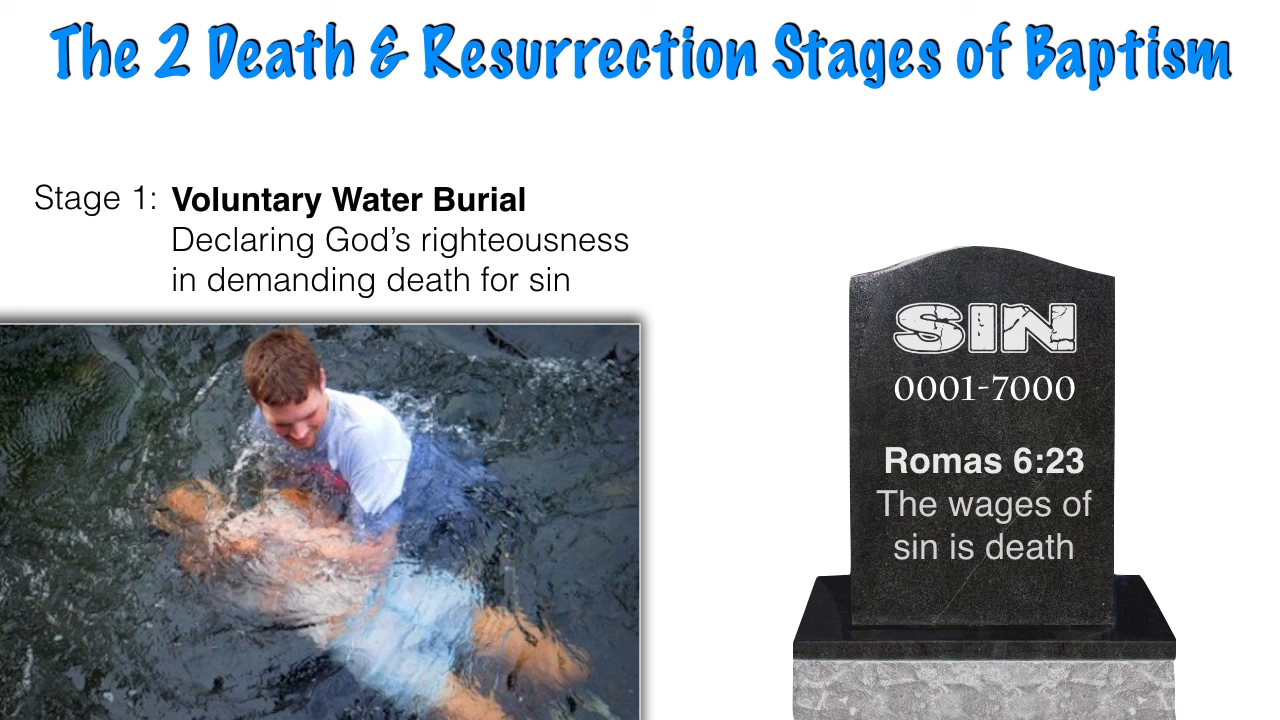 The 2 Death & Resurrection Stages of Baptism
Stage 1: Voluntary Water Burial
Declaring God's righteousness
in demanding death for sin
SIN
0001-7000
Romas 6:23
The wages of
sin is death